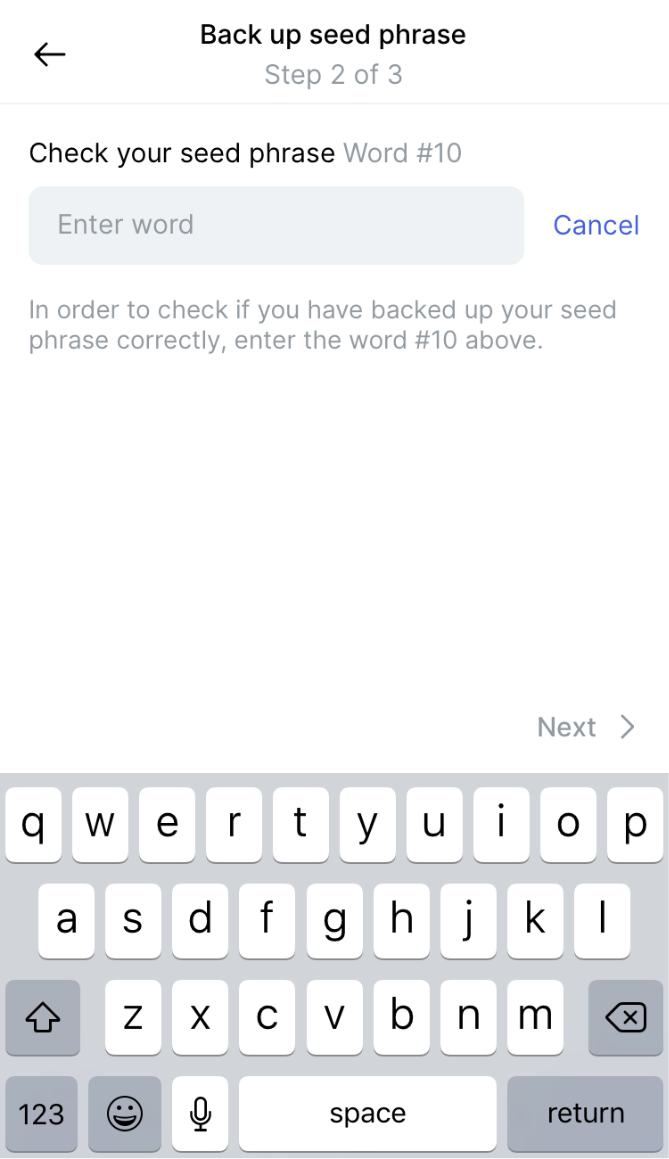 Back up seed phrase
Step 2 of 3
Check your seed phrase Word #10
Enter word
Cancel
In order to check if you have backed up your seed
phrase correctly, enter the word #10 above.
Next
q w e r t y u i o p
a s d f g h j k l
z x c v b n m
123 space return